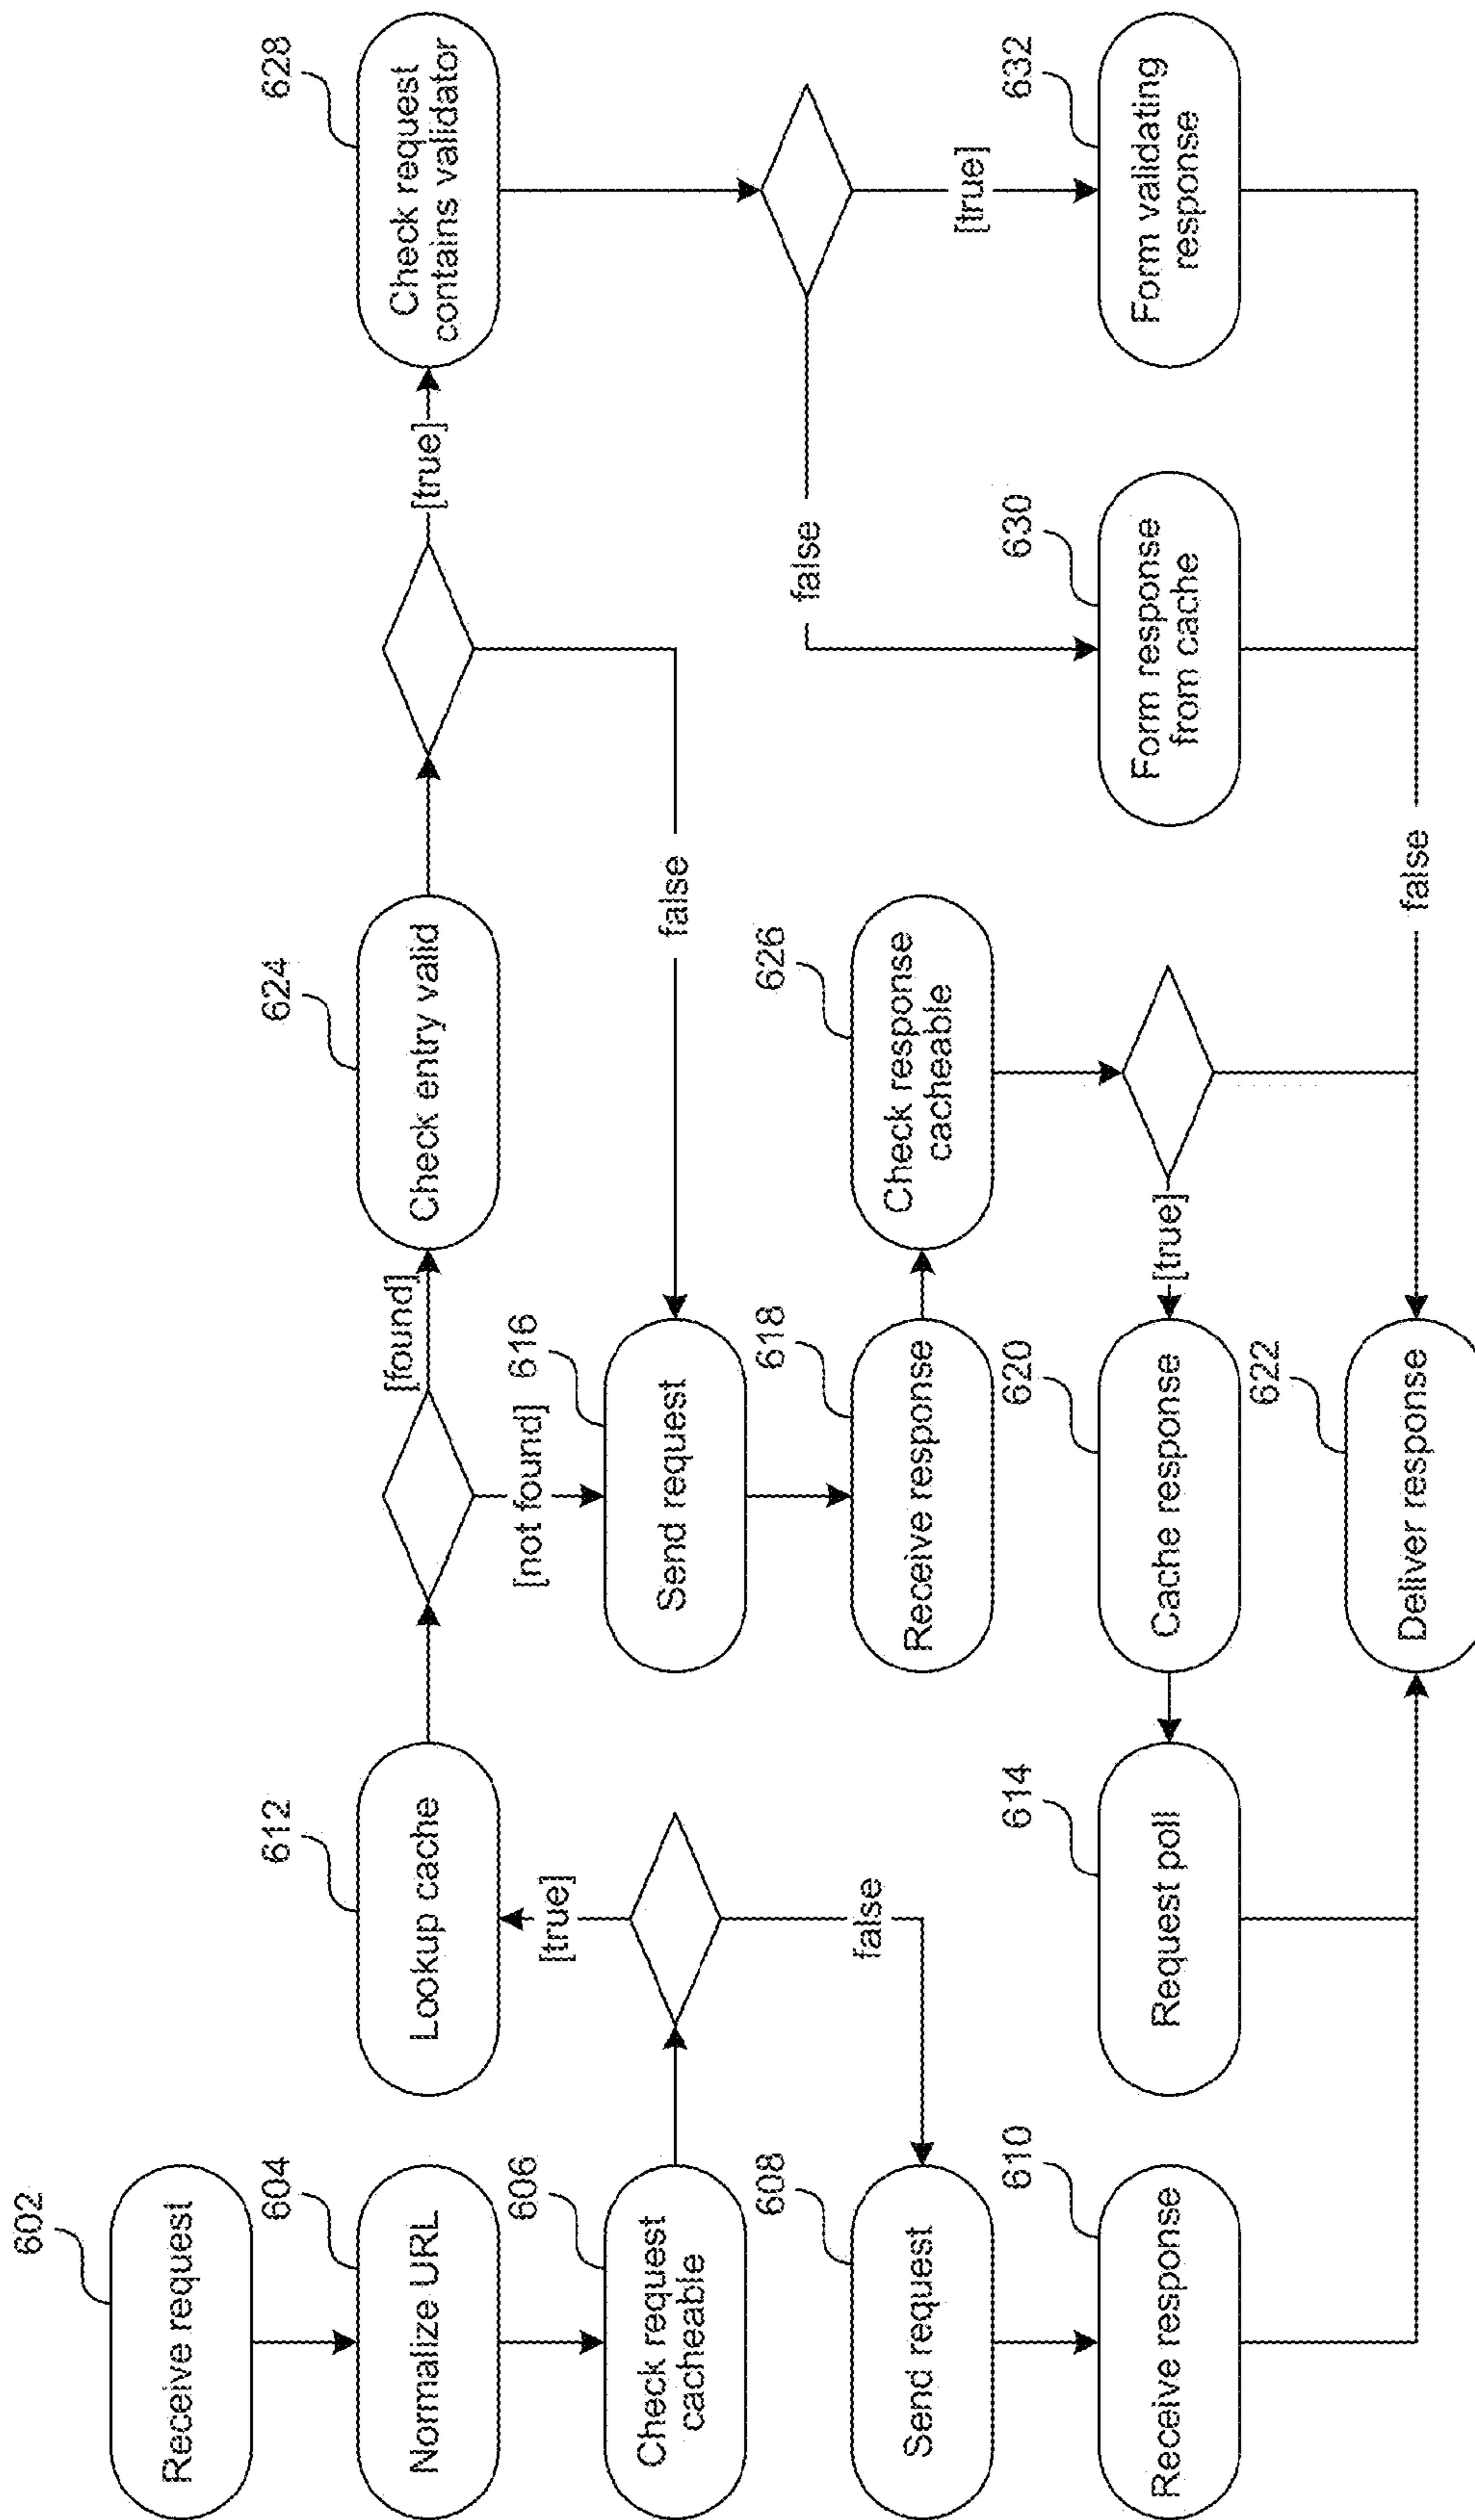 602
Receive request
604
Normalize URL
606
Check request
cacheable
608
Send request
610
Receive response
612
Lookup cache
[true]
false
614
Request poll
[found]
[not found]
616
Send request
618
Receive response
620
Cache response
622
Deliver response
624
Check entry valid
false
626
Check response
cacheable
[true]
false
[true]
628
Check request
contains validator
false
[true]
630
Form response
from cache
632
Form validating
response